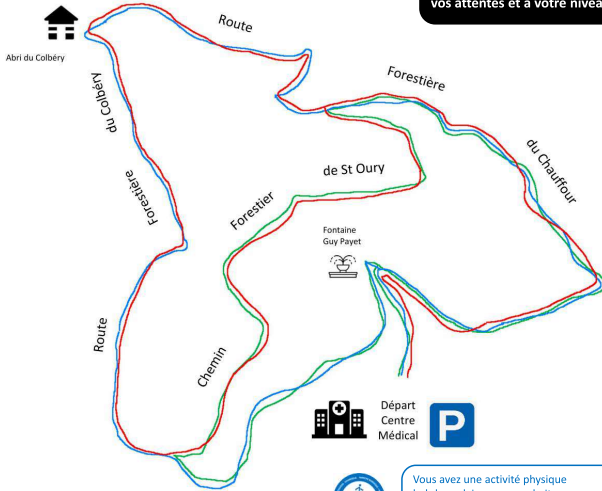 vos attentes et à votre nivea
Route
Abri du Colbéry
Forestière
du Colbéry
du Chauffour
de St Oury
Forestière
Forestier
Fontaine
Guy Payet
Route
Chemin
Départ
Centre
Médical
P
Vous avez une activité physique